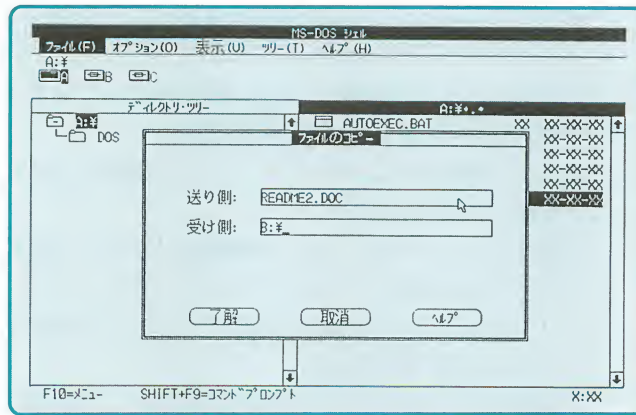 MS-DOS シェル
ファイル(F) オプション(O) 表示(U) ツリー(T) ヘルプ(H)
A:¥
A B C
ディレクトリ・ツリー
A:¥*.*
A:¥
DOS
AUTOEXEC.BAT XX XX-XX-XX
XX-XX-XX
XX-XX-XX
XX-XX-XX
XX-XX-XX
XX-XX-XX
ファイルのコピー
送り側: README2.DOC
受け側: B:¥_
了解 取消 ヘルプ
F10=メニュー SHIFT+F9=コマンドプロンプト X:XX